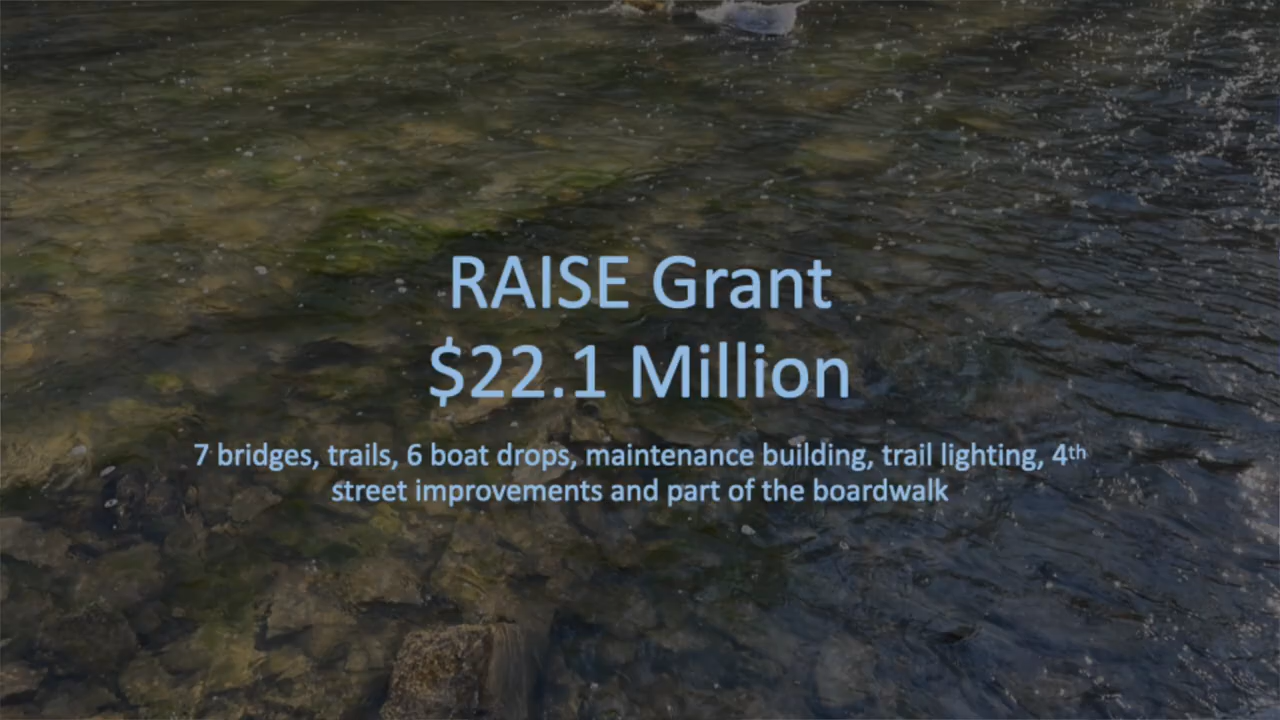 RAISE Grant
$22.1 Million
7 bridges, trails, 6 boat drops, maintenance building, trail lighting, 4th
street improvements and part of the boardwalk